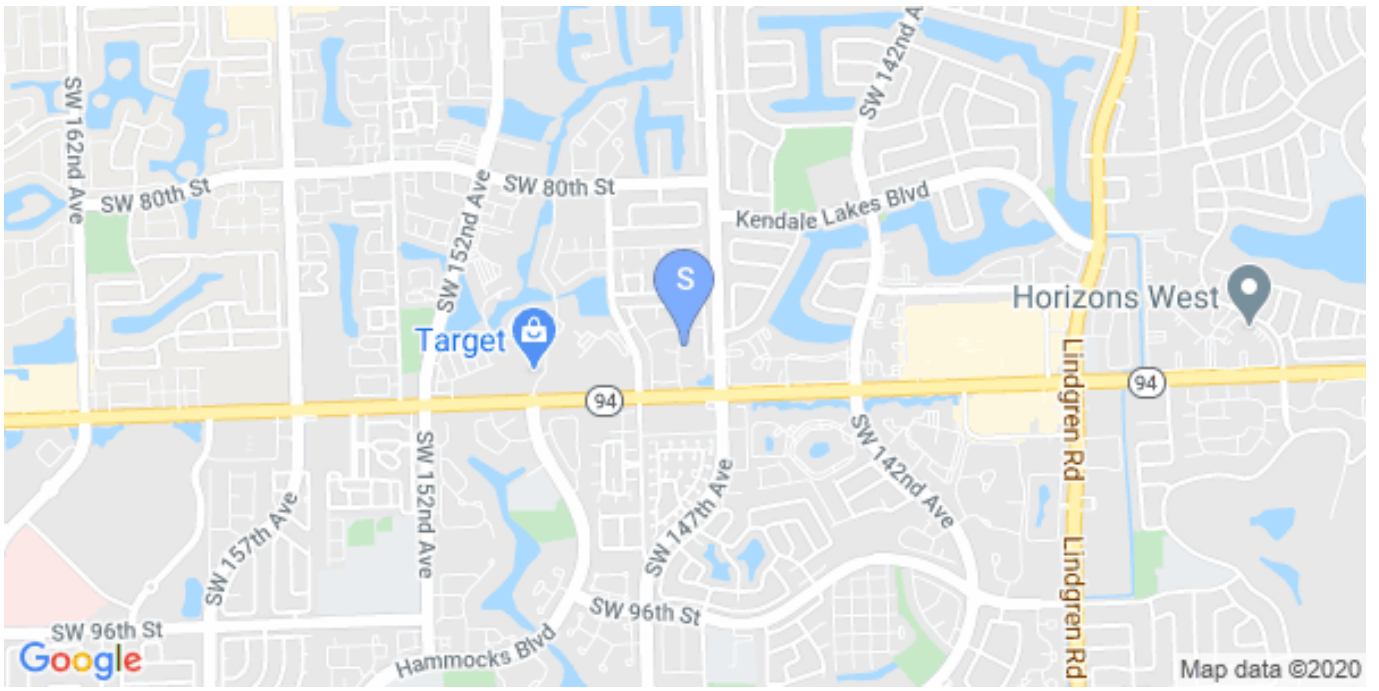 SW 142nd A
SW 162nd Ave
SW 80th St
SW 152nd Ave
SW 80th St
Kendale Lakes Blvd
S
Horizons West
Target
94
94
Lindgren Rd
SW 152nd Ave
SW 157th Ave
SW 147th Ave
SW 142nd Ave
Lindgren Rd
SW 96th St
SW 96th St
Hammocks Blvd
Google
Map data ©2020